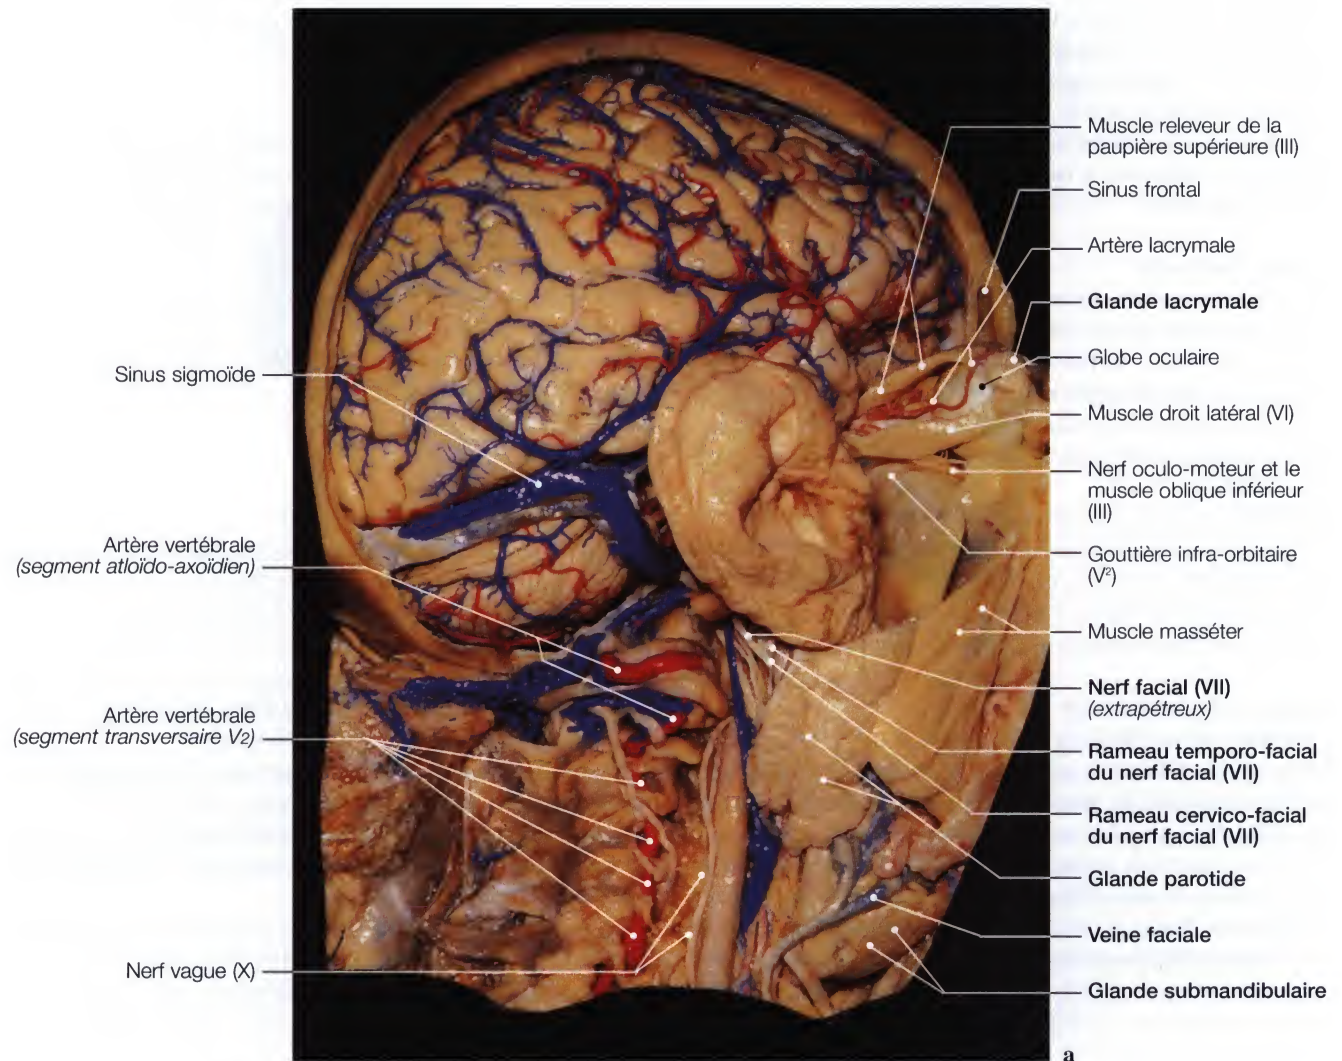 Sinus sigmoïde
Artère vertébrale
(segment atloïdo-axoïdien)
Artère vertébrale
(segment transversaire V2)
Nerf vague (X)
Muscle releveur de la
paupière supérieure (III)
Sinus frontal
Artère lacrymale
Glande lacrymale
Globe oculaire
Muscle droit latéral (VI)
Nerf oculo-moteur et le
muscle oblique inférieur
(III)
Gouttière infra-orbitaire
(V²)
Muscle masséter
Nerf facial (VII)
(extrapétreux)
Rameau temporo-facial
du nerf facial (VII)
Rameau cervico-facial
du nerf facial (VII)
Glande parotide
Veine faciale
Glande submandibulaire
a